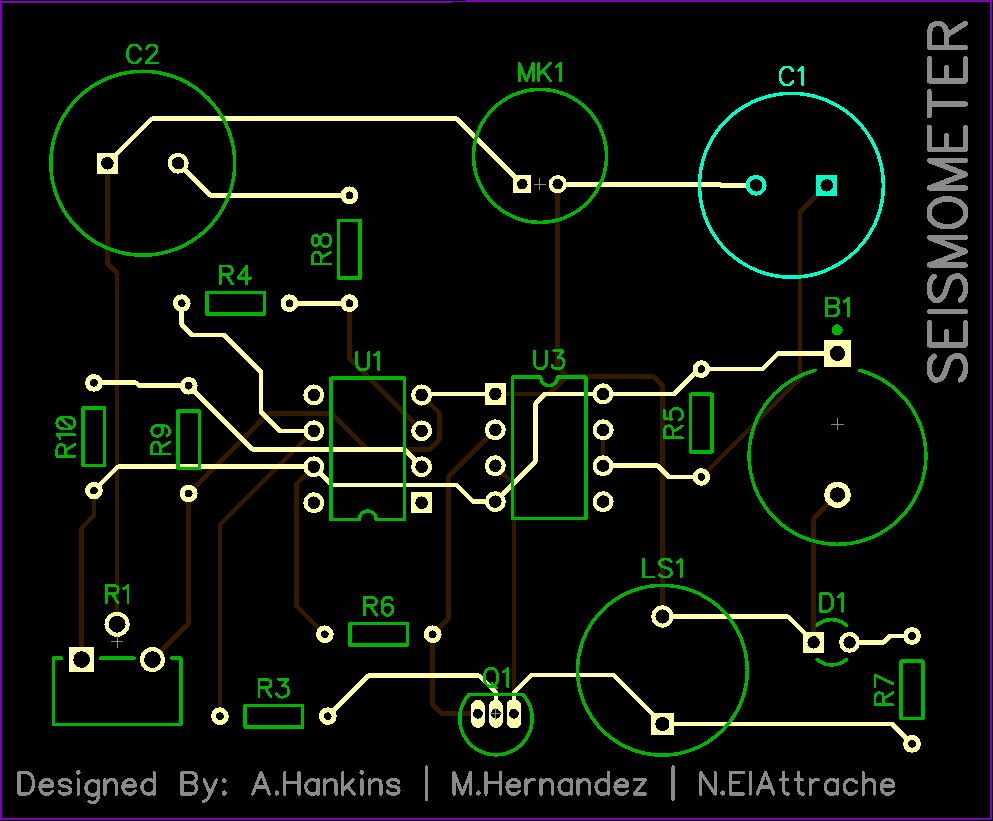 C2
MK1
C1
SEISMOMETER
R8
R4
B1
U1
U3
R10
R9
R5
LS1
R1
R6
D1
Q1
R3
R7
Designed By: A.Hankins | M.Hernandez | N.ElAttrache